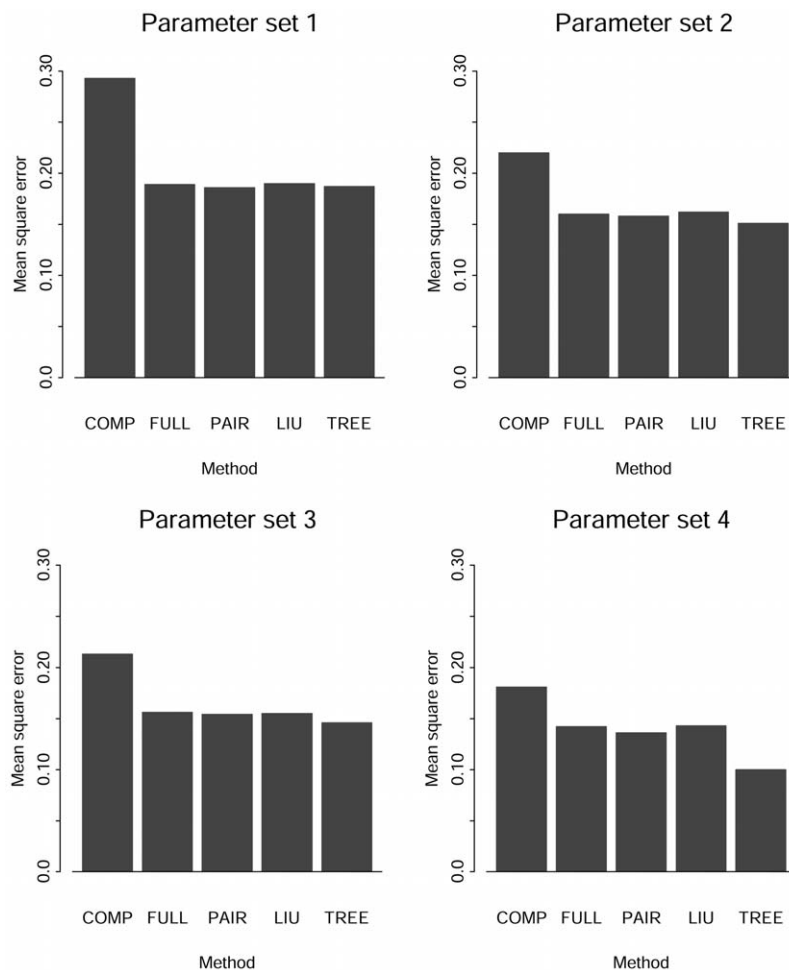 Parameter set 1
Mean square error
0.0 0.10 0.20 0.30
COMP FULL PAIR LIU TREE
Method
Parameter set 2
Mean square error
0.0 0.10 0.20 0.30
COMP FULL PAIR LIU TREE
Method
Parameter set 3
Mean square error
0.0 0.10 0.20 0.30
COMP FULL PAIR LIU TREE
Method
Parameter set 4
Mean square error
0.0 0.10 0.20 0.30
COMP FULL PAIR LIU TREE
Method